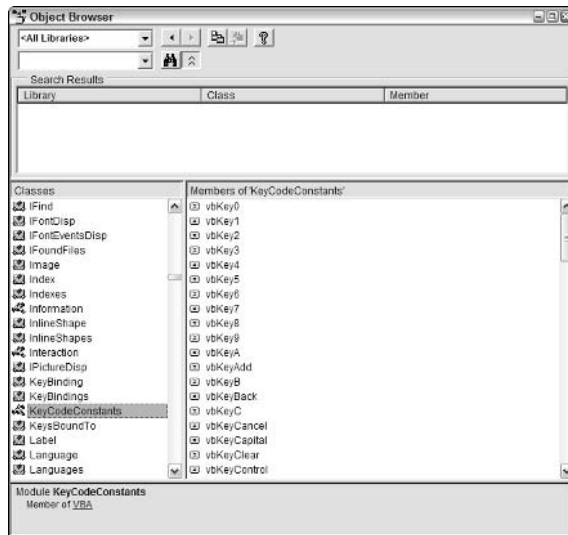 Object Browser
<All Libraries>
Search Results
Library Class Member
Classes
IFind
IFontDisp
IFontEventsDisp
IFoundFiles
Image
Index
Indexes
Information
InlineShape
InlineShapes
Interaction
IPictureDisp
KeyBinding
KeyBindings
KeyCodeConstants
KeysBoundTo
Label
Language
Languages
Members of 'KeyCodeConstants'
vbKey0
vbKey1
vbKey2
vbKey3
vbKey4
vbKey5
vbKey6
vbKey7
vbKey8
vbKey9
vbKeyA
vbKeyAdd
vbKeyB
vbKeyBack
vbKeyC
vbKeyCancel
vbKeyCapital
vbKeyClear
vbKeyControl
Module KeyCodeConstants
Member of VBA